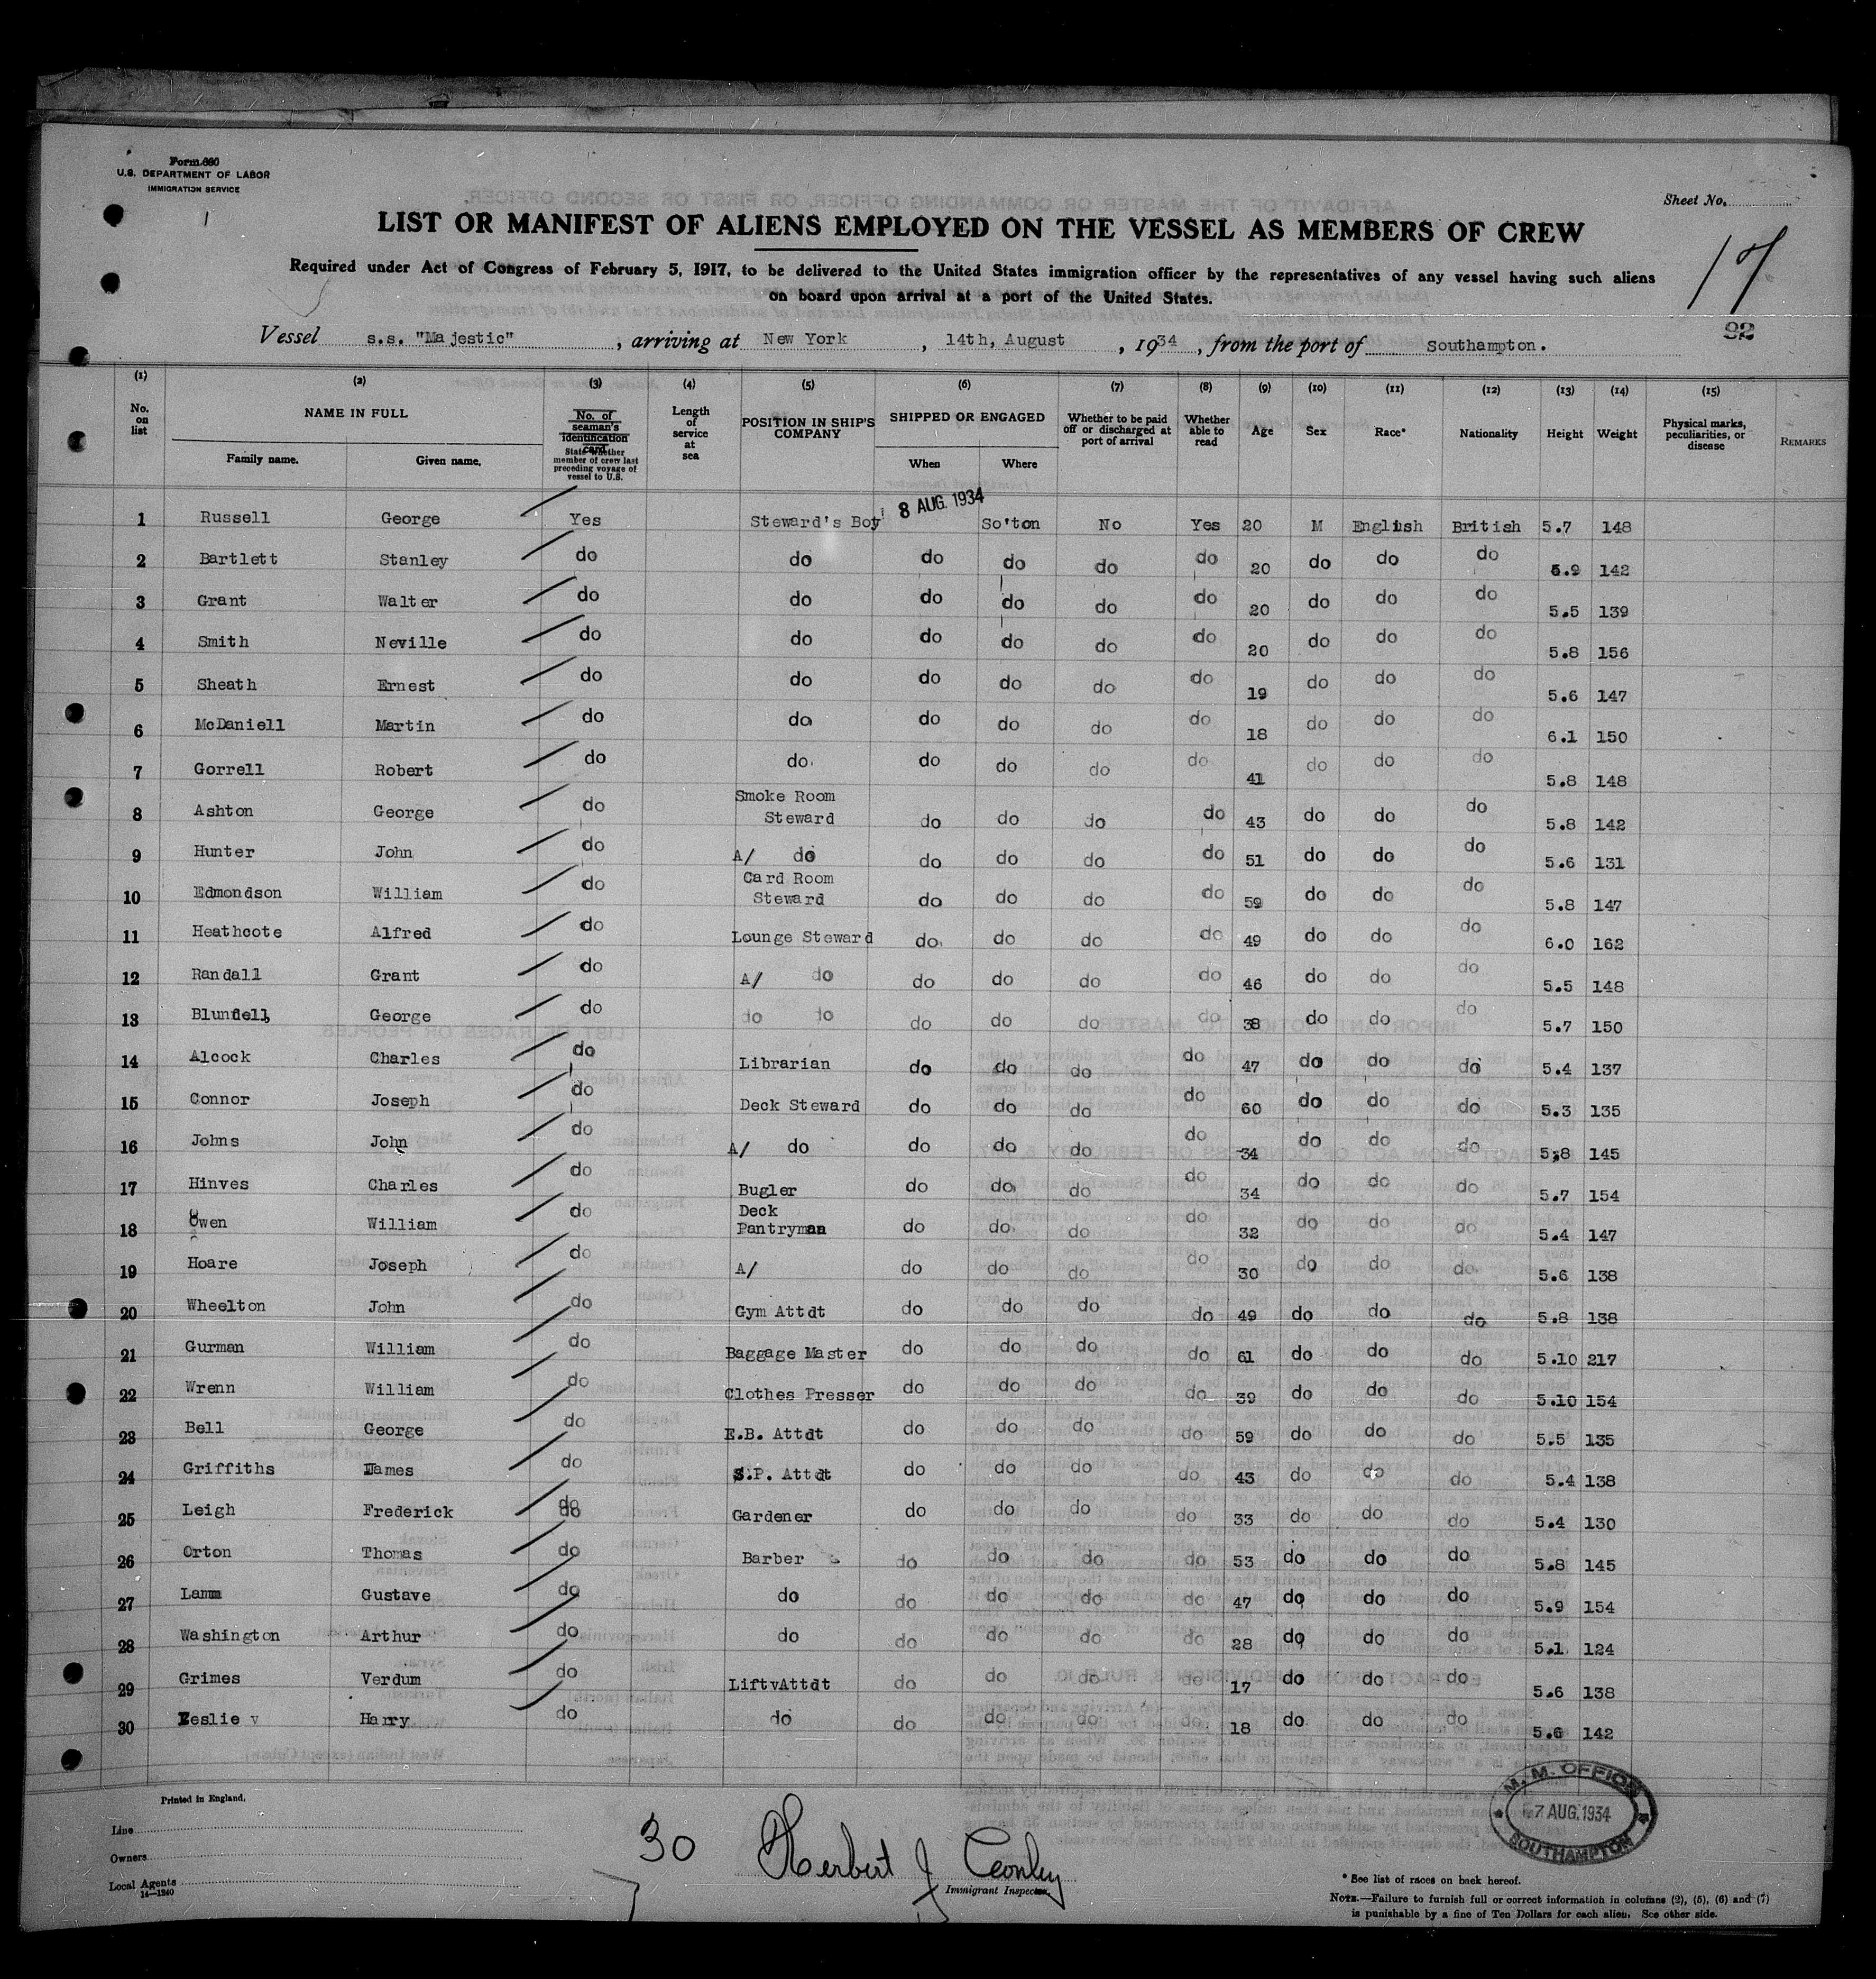 Form 680
U.S. DEPARTMENT OF LABOR
IMMIGRATION SERVICE
Sheet No.
17
92
LIST OR MANIFEST OF ALIENS EMPLOYED ON THE VESSEL AS MEMBERS OF CREW
Required under Act of Congress of February 5, 1917, to be delivered to the United States immigration officer by the representatives of any vessel having such aliens
on board upon arrival at a port of the United States.
Vessel s.s. "Majestic", arriving at New York, 14th, August, 1934, from the port of Southampton.
(1) (2) (3) (4) (5) (6) (7) (8) (9) (10) (11) (12) (13) (14) (15)
No. on list NAME IN FULL Family name. Given name. No. of seaman's identification card State whether member of crew last preceding voyage of vessel to U.S. Length of service at sea POSITION IN SHIP'S COMPANY SHIPPED OR ENGAGED When Where Whether to be paid off or discharged at port of arrival Whether able to read Age Sex Race* Nationality Height Weight Physical marks, peculiarities, or disease REMARKS
1 Russell George Yes Steward's Boy 8 AUG. 1934 So'ton No Yes 20 M English British 5.7 148
2 Bartlett Stanley do do do do do do 20 do do do 5.9 142
3 Grant Walter do do do do do do 20 do do do 5.5 139
4 Smith Neville do do do do do do 20 do do do 5.8 156
5 Sheath Ernest do do do do do do 19 do do do 5.6 147
6 McDaniell Martin do do do do do do 18 do do do 6.1 150
7 Gorrell Robert do do do do do do 41 do do do 5.8 148
8 Ashton George do Smoke Room Steward do do do do 43 do do do 5.8 142
9 Hunter John do A/ do do do do do 51 do do do 5.6 131
10 Edmondson William do Card Room Steward do do do do 59 do do do 5.8 147
11 Heathcote Alfred do Lounge Steward do do do do 49 do do do 6.0 162
12 Randall Grant do A/ do do do do do 46 do do do 5.5 148
13 Blundell George do do do do do do do 38 do do do 5.7 150
14 Alcock Charles do Librarian do do do do 47 do do do 5.4 137
15 Connor Joseph do Deck Steward do do do do 60 do do do 5.3 135
16 Johns John do A/ do do do do do 34 do do do 5;8 145
17 Hinves Charles do Bugler do do do do 34 do do do 5.7 154
18 Owen William do Deck Pantryman do do do do 32 do do do 5.4 147
19 Hoare Joseph do A/ do do do do 30 do do do 5.6 138
20 Wheelton John do Gym Attdt do do do do 49 do do do 5.8 138
21 Gurman William do Baggage Master do do do do 61 do do do 5.10 217
22 Wrenn William do Clothes Presser do do do do 39 do do do 5.10 154
23 Bell George do E.B. Attdt do do do do 59 do do do 5.5 135
24 Griffiths James do S.P. Attdt do do do do 43 do do do 5.4 138
25 Leigh Frederick do do Gardener do do do do 33 do do do 5.4 130
26 Orton Thomas do Barber do do do do 53 do do do 5.8 145
27 Lamm Gustave do do do do do do 47 do do do 5.9 154
28 Washington Arthur do do do do do do 28 do do do 5.1 124
29 Grimes Verdum do LiftvAttdt do do do do 17 do do do 5.6 138
30 Leslie v Harry do do do do do do 18 do do do 5.6 142
Printed in England.
Line
Owners
Local Agents
14—1240
30 Herbert J Conley
Immigrant Inspector
M.M. OFFICE
7 AUG. 1934
SOUTHAMPTON
* See list of races on back hereof.
NOTE.—Failure to furnish full or correct information in columns (2), (5), (6) and (7)
is punishable by a fine of Ten Dollars for each alien. See other side.